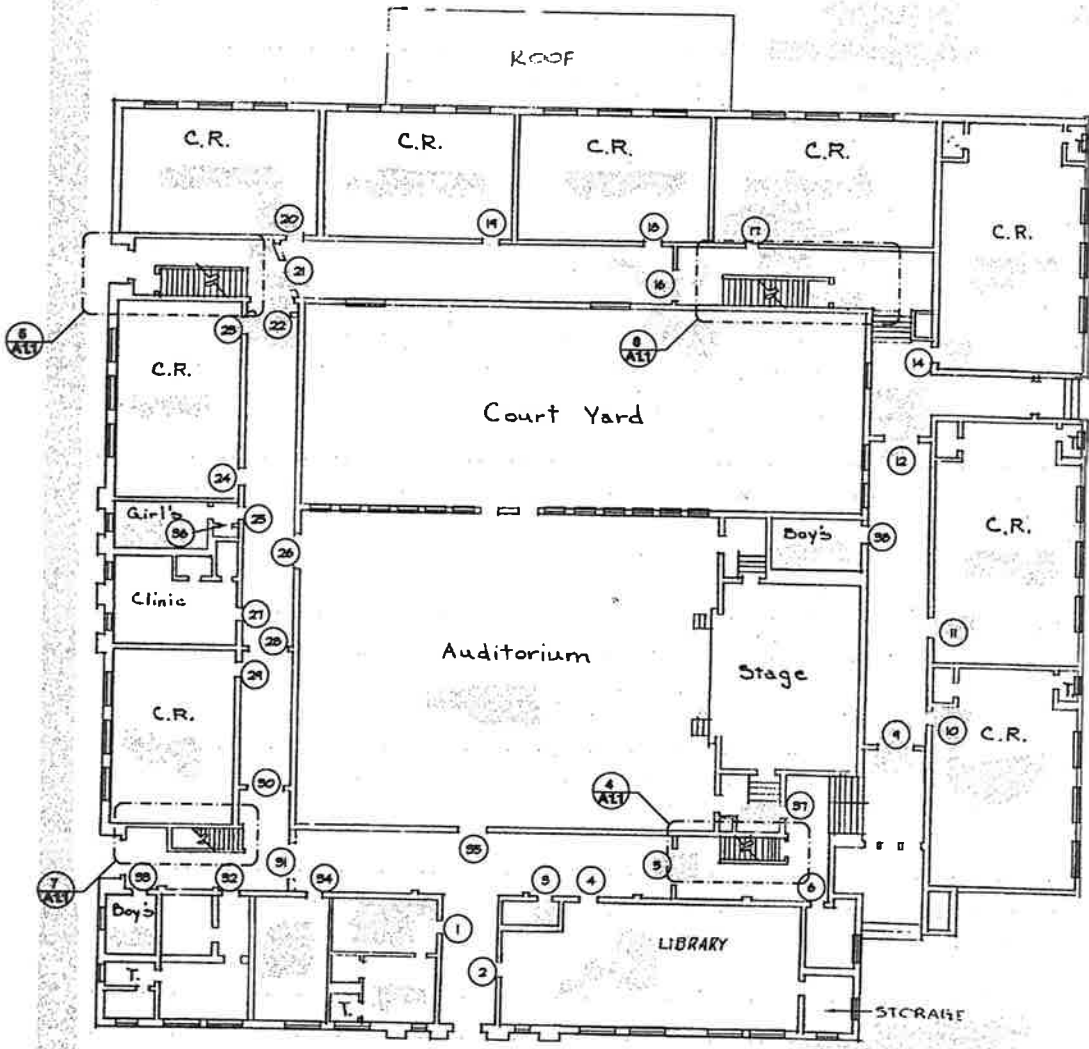 ROOF
C.R.
C.R.
C.R.
C.R.
C.R.
20
19
15
17
21
16
22
23
6
A1.1
8
A1.1
14
C.R.
Court Yard
12
24
Girl's
36
25
26
Boy's
38
C.R.
Clinic
27
28
29
11
Auditorium
Stage
T.
C.R.
9
10
C.R.
30
4
A1.1
37
35
5
7
A1.1
33
32
31
34
3
4
6
Boy's
1
LIBRARY
2
T.
T.
STORAGE